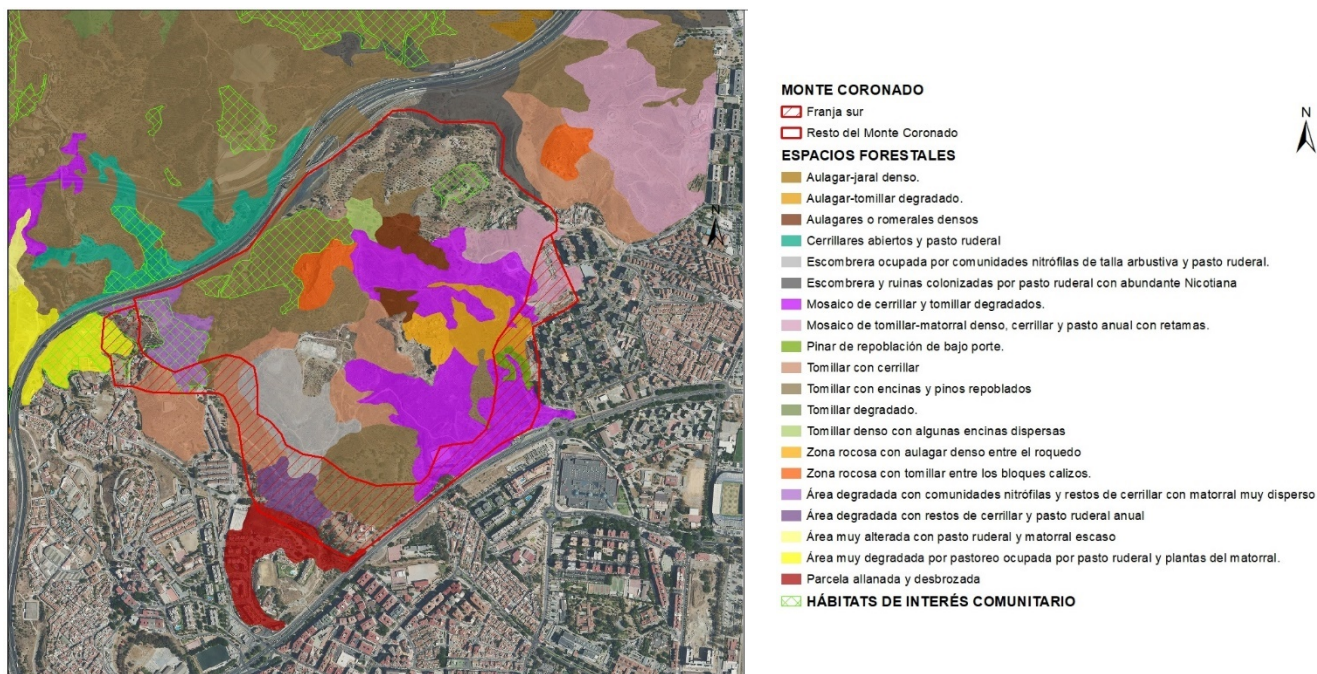 MONTE CORONADO
N
Franja sur
Resto del Monte Coronado
ESPACIOS FORESTALES
Aulagar-jaral denso.
Aulagar-tomillar degradado.
Aulagares o romerales densos
N
Cerrillares abiertos y pasto ruderal
Escombrera ocupada por comunidades nitrófilas de talla arbustiva y pasto ruderal.
Escombrera y ruinas colonizadas por pasto ruderal con abundante Nicotiana
Mosaico de cerrillar y tomillar degradados.
Mosaico de tomillar-matorral denso, cerrillar y pasto anual con retamas.
Pinar de repoblación de bajo porte.
Tomillar con cerrillar
Tomillar con encinas y pinos repoblados
Tomillar degradado.
Tomillar denso con algunas encinas dispersas
Zona rocosa con aulagar denso entre el roquedo
Zona rocosa con tomillar entre los bloques calizos.
Área degradada con comunidades nitrófilas y restos de cerrillar con matorral muy disperso
Área degradada con restos de cerrillar y pasto ruderal anual
Área muy alterada con pasto ruderal y matorral escaso
Área muy degradada por pastoreo ocupada por pasto ruderal y plantas del matorral.
Parcela allanada y desbrozada
HÁBITATS DE INTERÉS COMUNITARIO